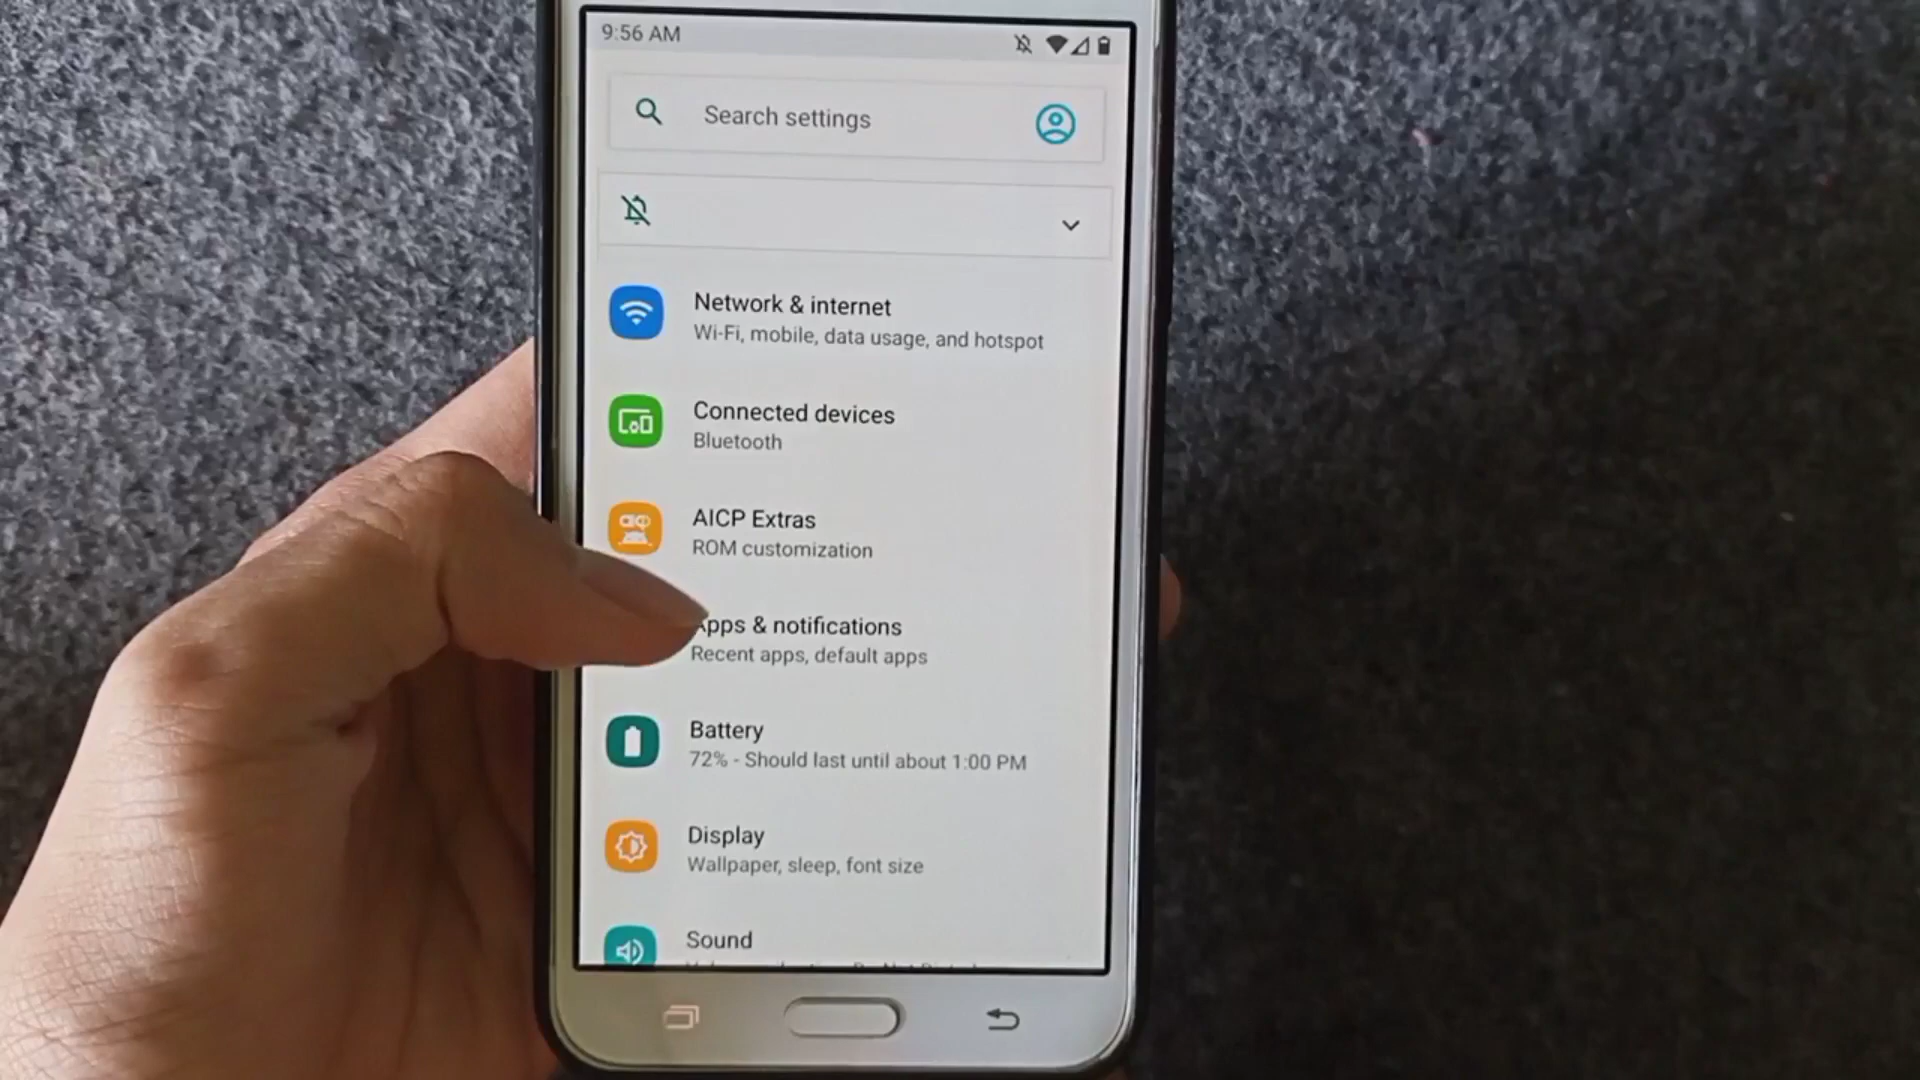 9:56 AM
Search settings
Network & internet
Wi-Fi, mobile, data usage, and hotspot
Connected devices
Bluetooth
AICP Extras
ROM customization
Apps & notifications
Recent apps, default apps
Battery
72% - Should last until about 1:00 PM
Display
Wallpaper, sleep, font size
Sound